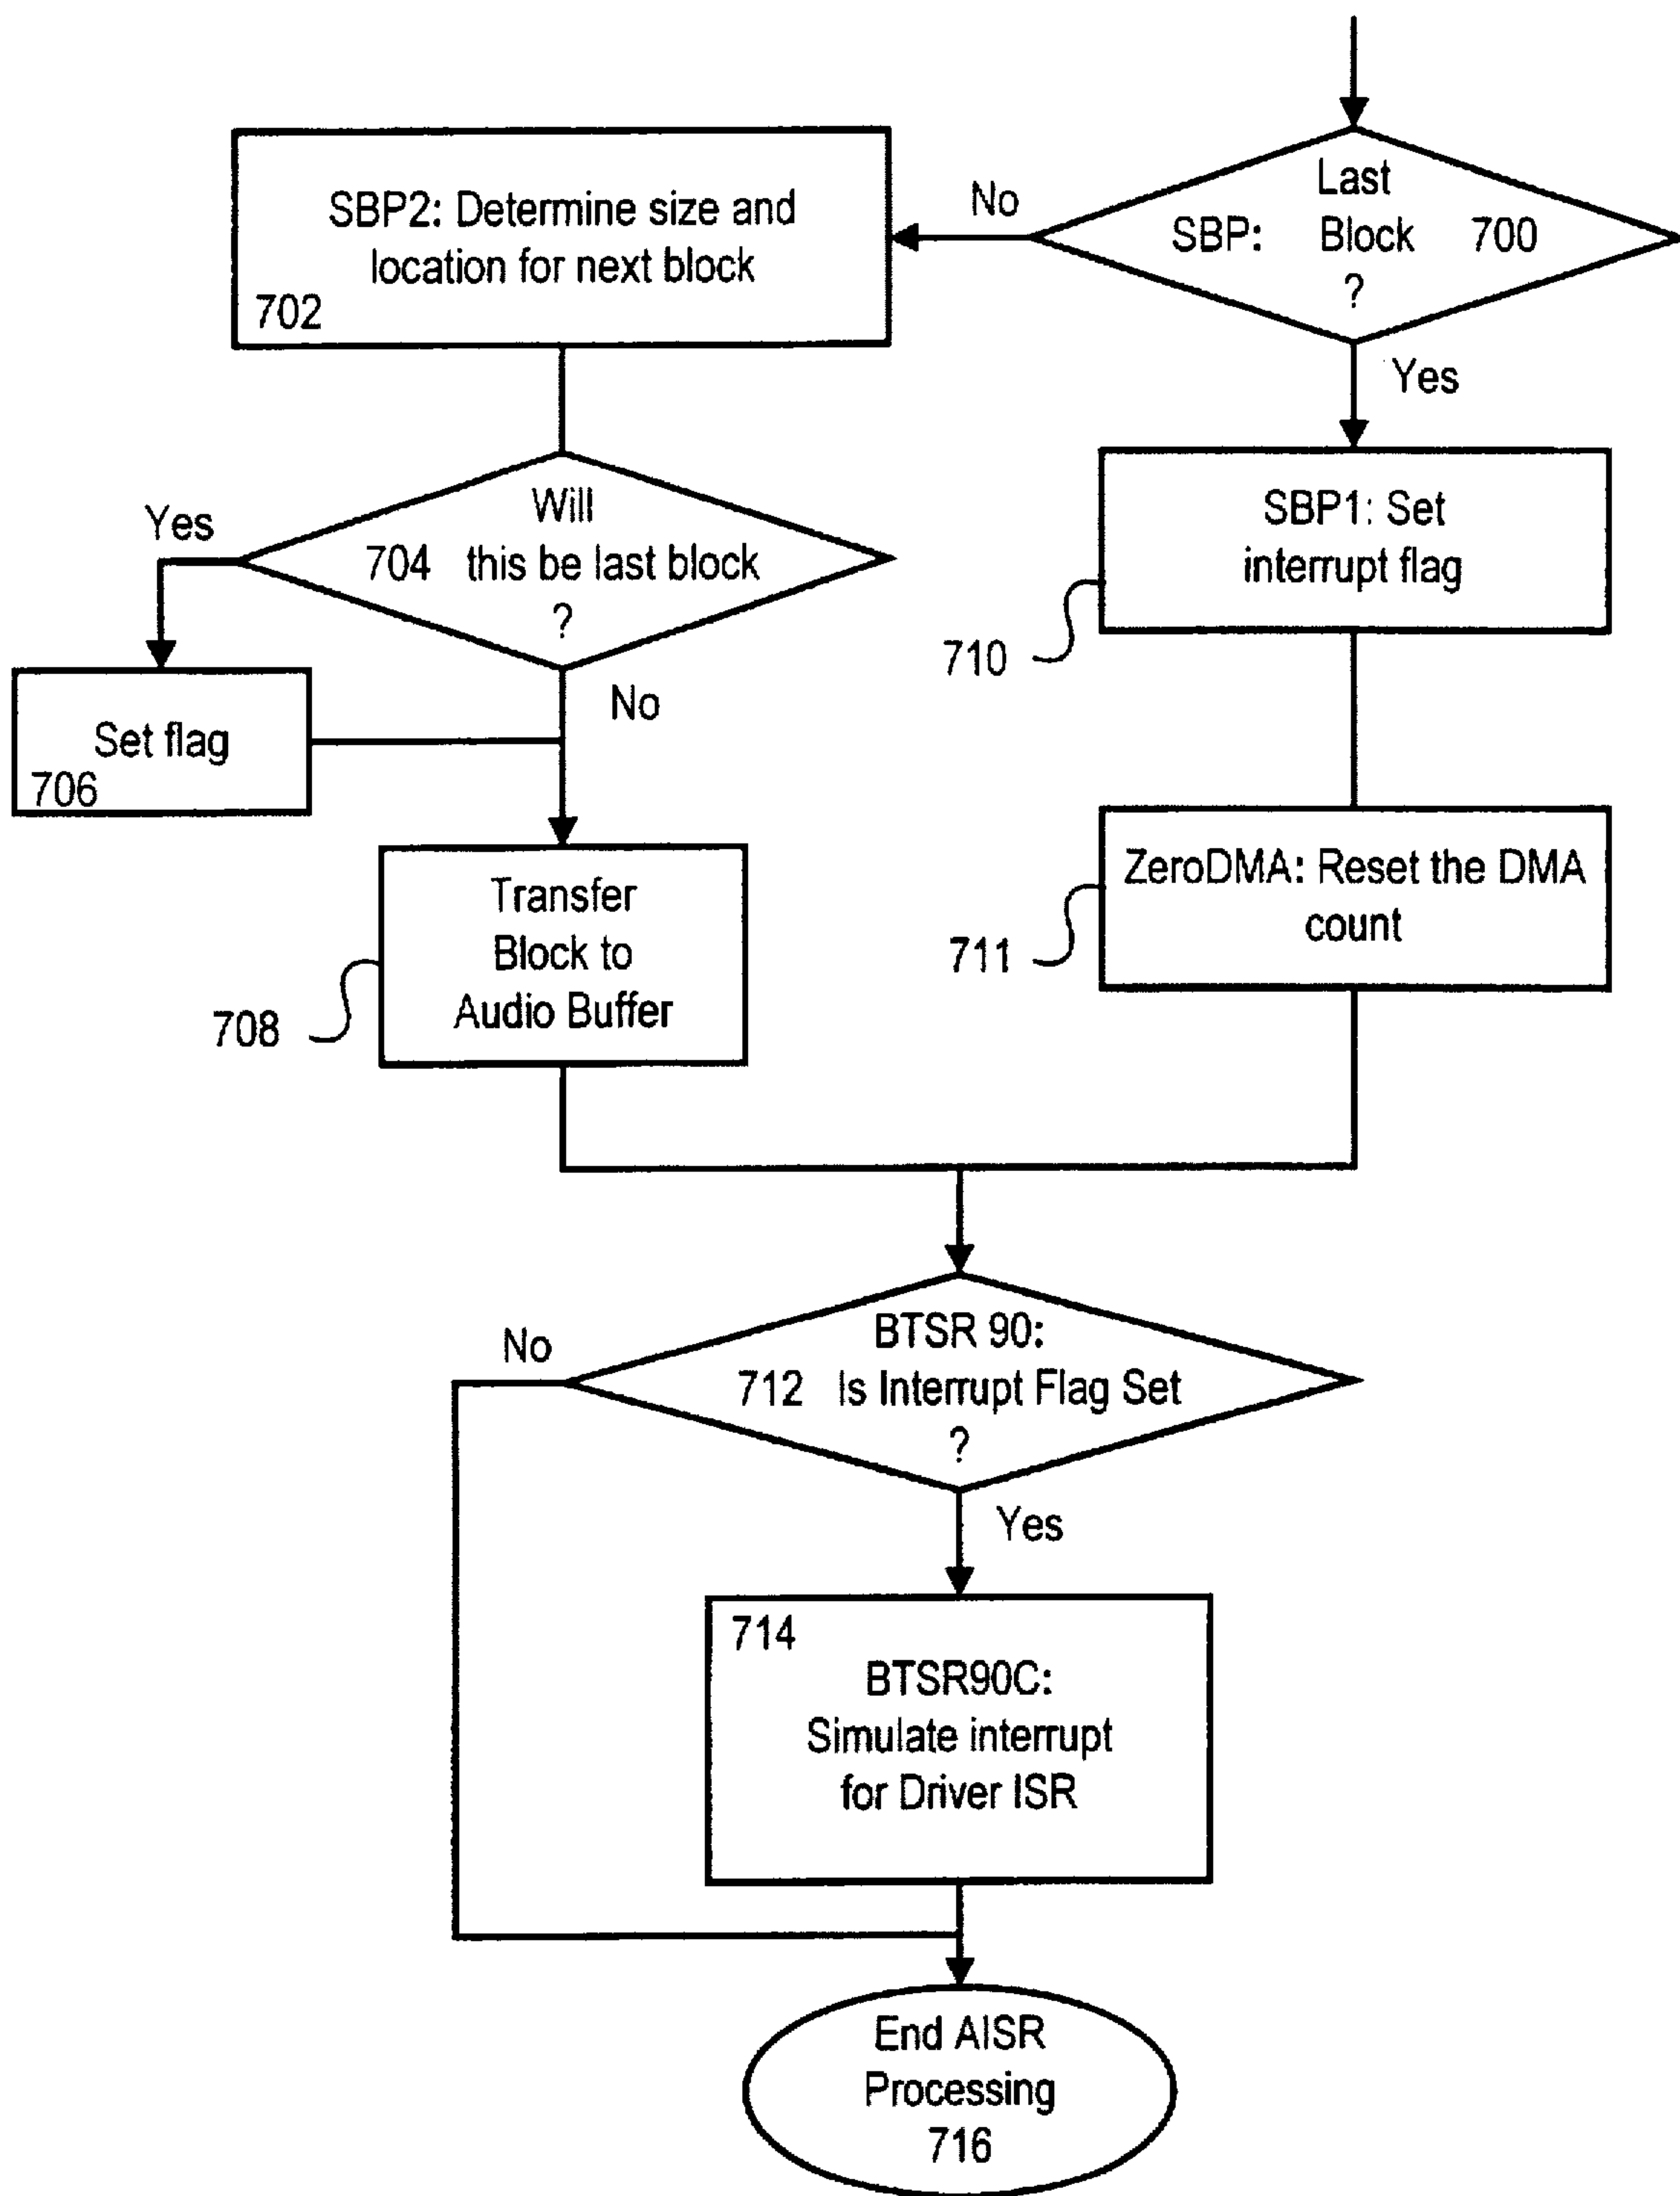 Last
SBP: Block 700
?
No
Yes
SBP2: Determine size and
location for next block
702
Will
704 this be last block
?
Yes
No
Set flag
706
Transfer
Block to
Audio Buffer
708
SBP1: Set
interrupt flag
710
ZeroDMA: Reset the DMA
count
711
BTSR 90:
712 Is Interrupt Flag Set
?
No
Yes
714
BTSR90C:
Simulate interrupt
for Driver ISR
End AISR
Processing
716